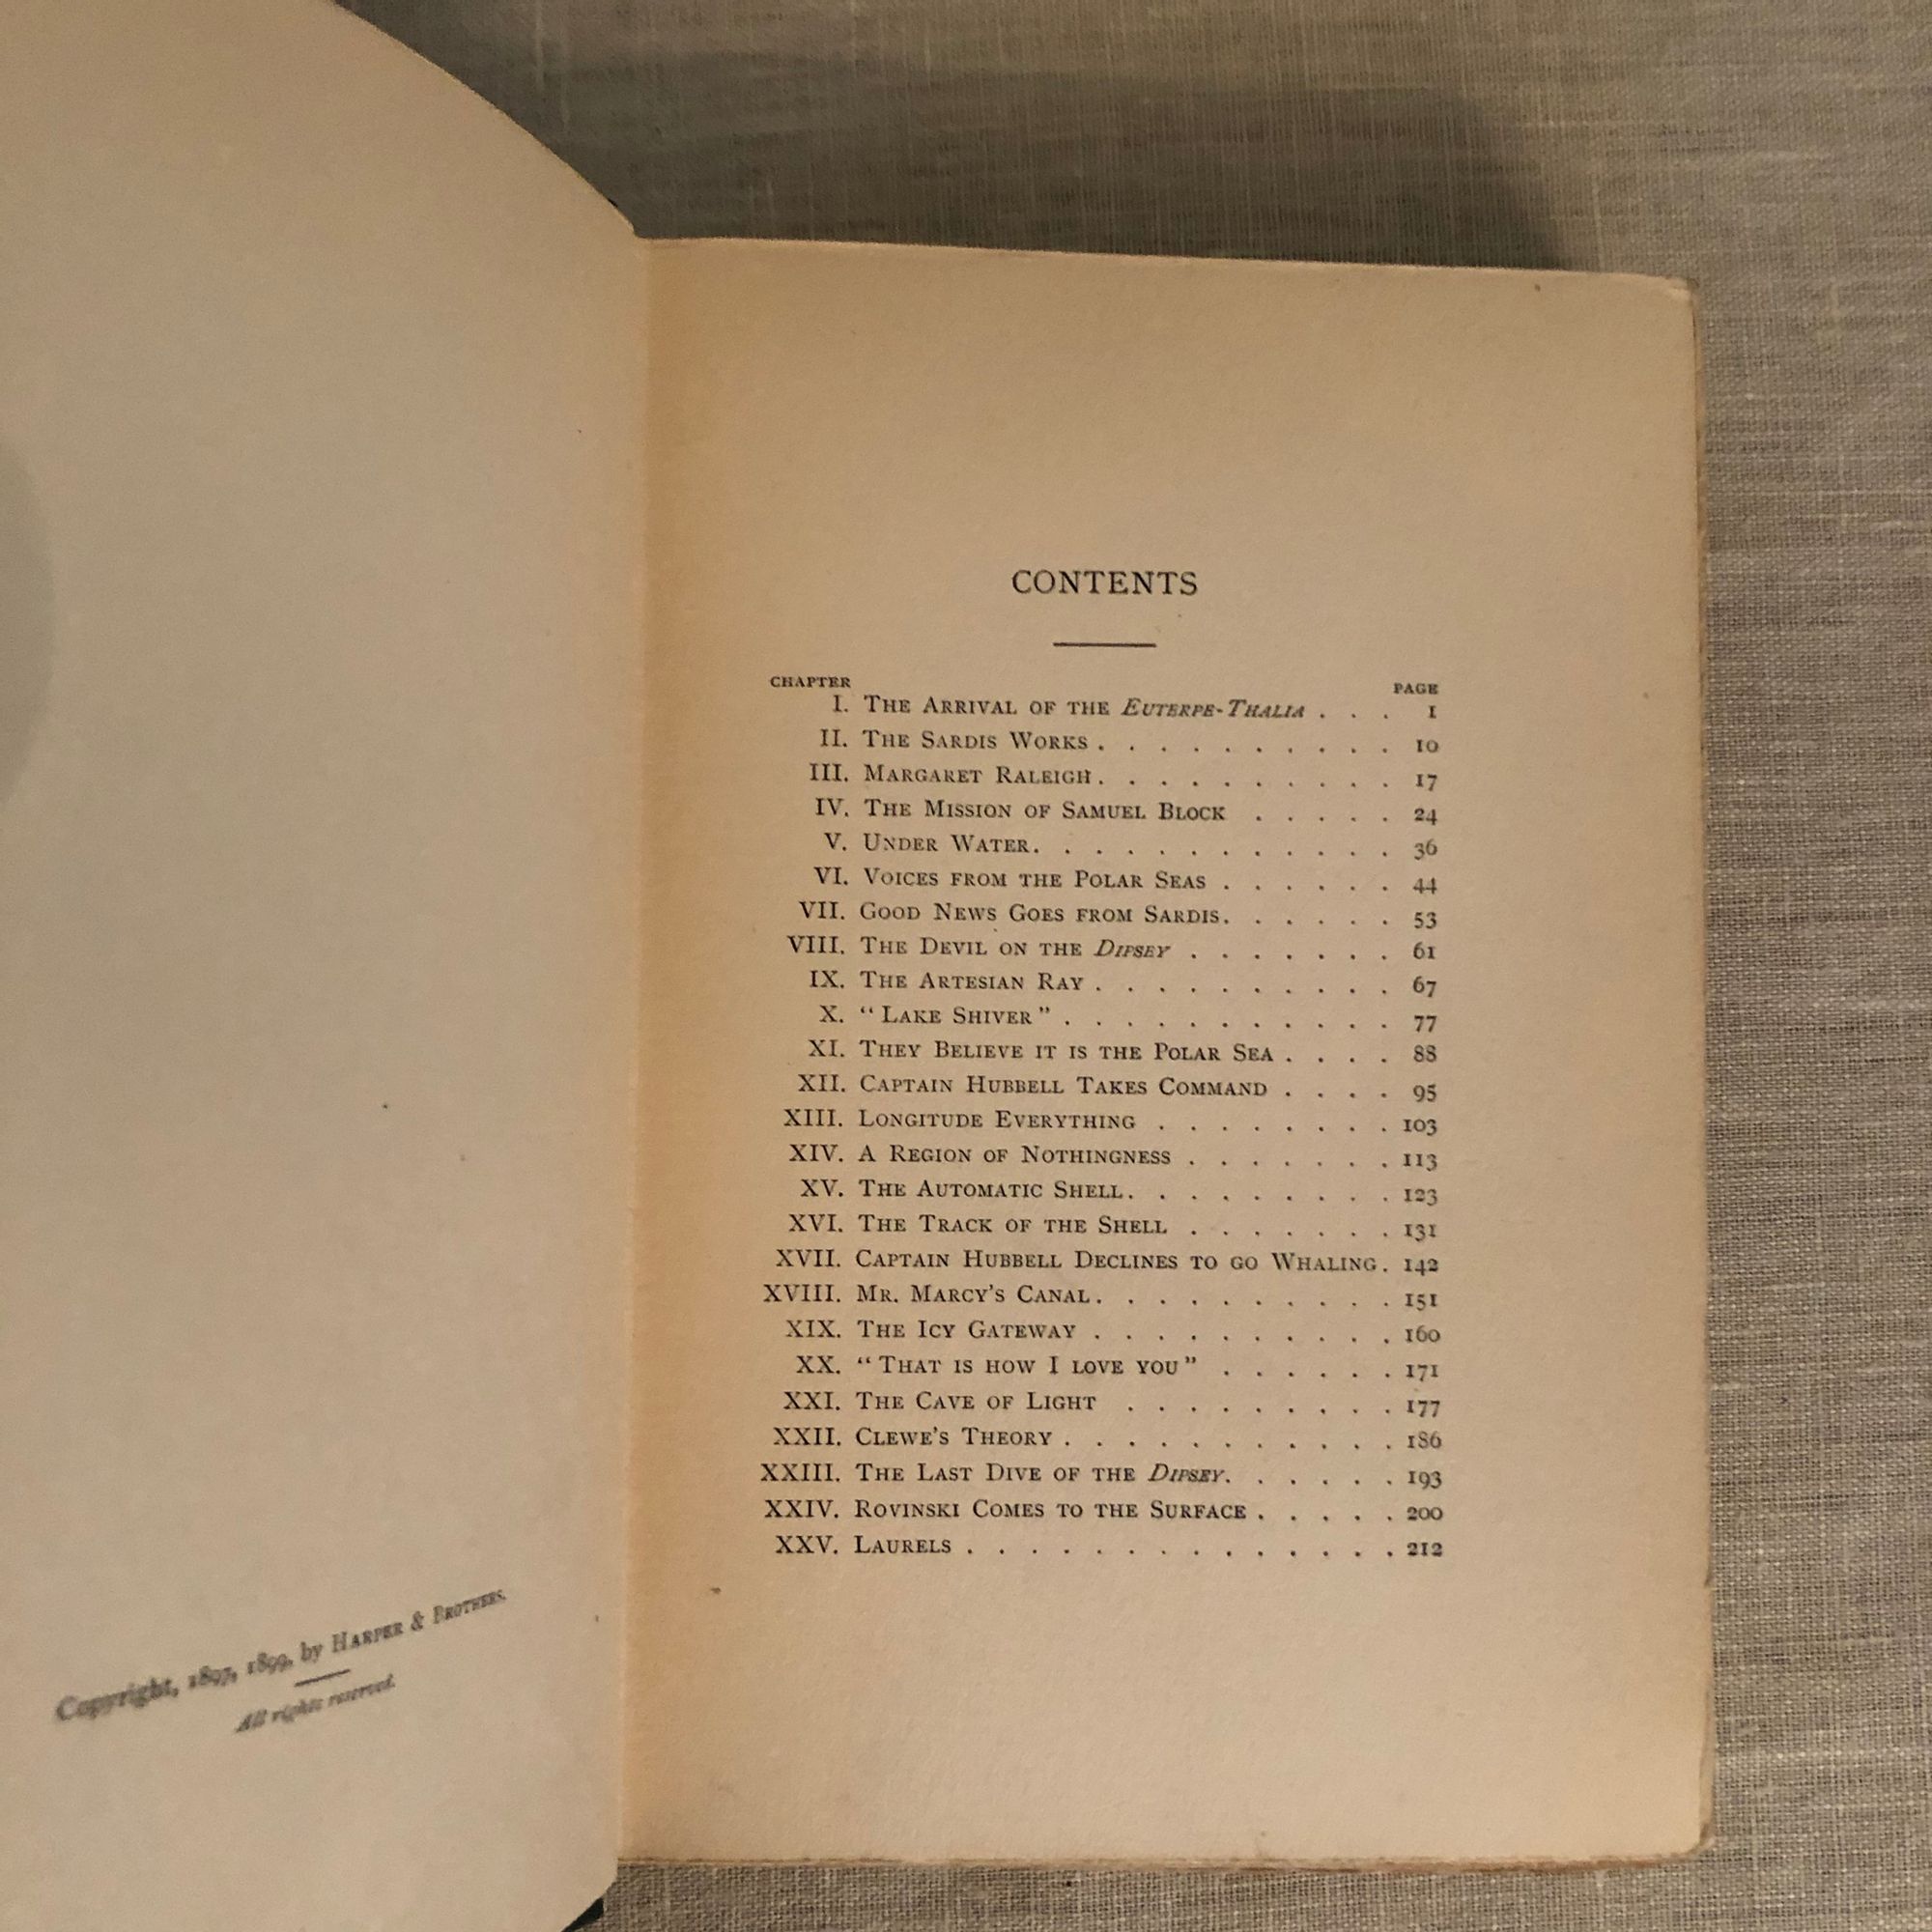 Copyright, 1897, 1899, by HARPER & BROTHERS.
All rights reserved.
CONTENTS
CHAPTER PAGE
I. THE ARRIVAL OF THE EUTERPE-THALIA . . . 1
II. THE SARDIS WORKS . . . . . . . . . . 10
III. MARGARET RALEIGH . . . . . . . . . . 17
IV. THE MISSION OF SAMUEL BLOCK . . . . . 24
V. UNDER WATER . . . . . . . . . . . . 36
VI. VOICES FROM THE POLAR SEAS . . . . . . 44
VII. GOOD NEWS GOES FROM SARDIS . . . . . . 53
VIII. THE DEVIL ON THE DIPSEY . . . . . . . 61
IX. THE ARTESIAN RAY . . . . . . . . . . 67
X. "LAKE SHIVER" . . . . . . . . . . . 77
XI. THEY BELIEVE IT IS THE POLAR SEA . . . . 88
XII. CAPTAIN HUBBELL TAKES COMMAND . . . . 95
XIII. LONGITUDE EVERYTHING . . . . . . . . 103
XIV. A REGION OF NOTHINGNESS . . . . . . . 113
XV. THE AUTOMATIC SHELL . . . . . . . . . 123
XVI. THE TRACK OF THE SHELL . . . . . . . 131
XVII. CAPTAIN HUBBELL DECLINES TO GO WHALING . 142
XVIII. MR. MARCY'S CANAL . . . . . . . . . . 151
XIX. THE ICY GATEWAY . . . . . . . . . . 160
XX. "THAT IS HOW I LOVE YOU" . . . . . . 171
XXI. THE CAVE OF LIGHT . . . . . . . . . 177
XXII. CLEWE'S THEORY . . . . . . . . . . . 186
XXIII. THE LAST DIVE OF THE DIPSEY . . . . . . 193
XXIV. ROVINSKI COMES TO THE SURFACE . . . . . 200
XXV. LAURELS . . . . . . . . . . . . . . 212